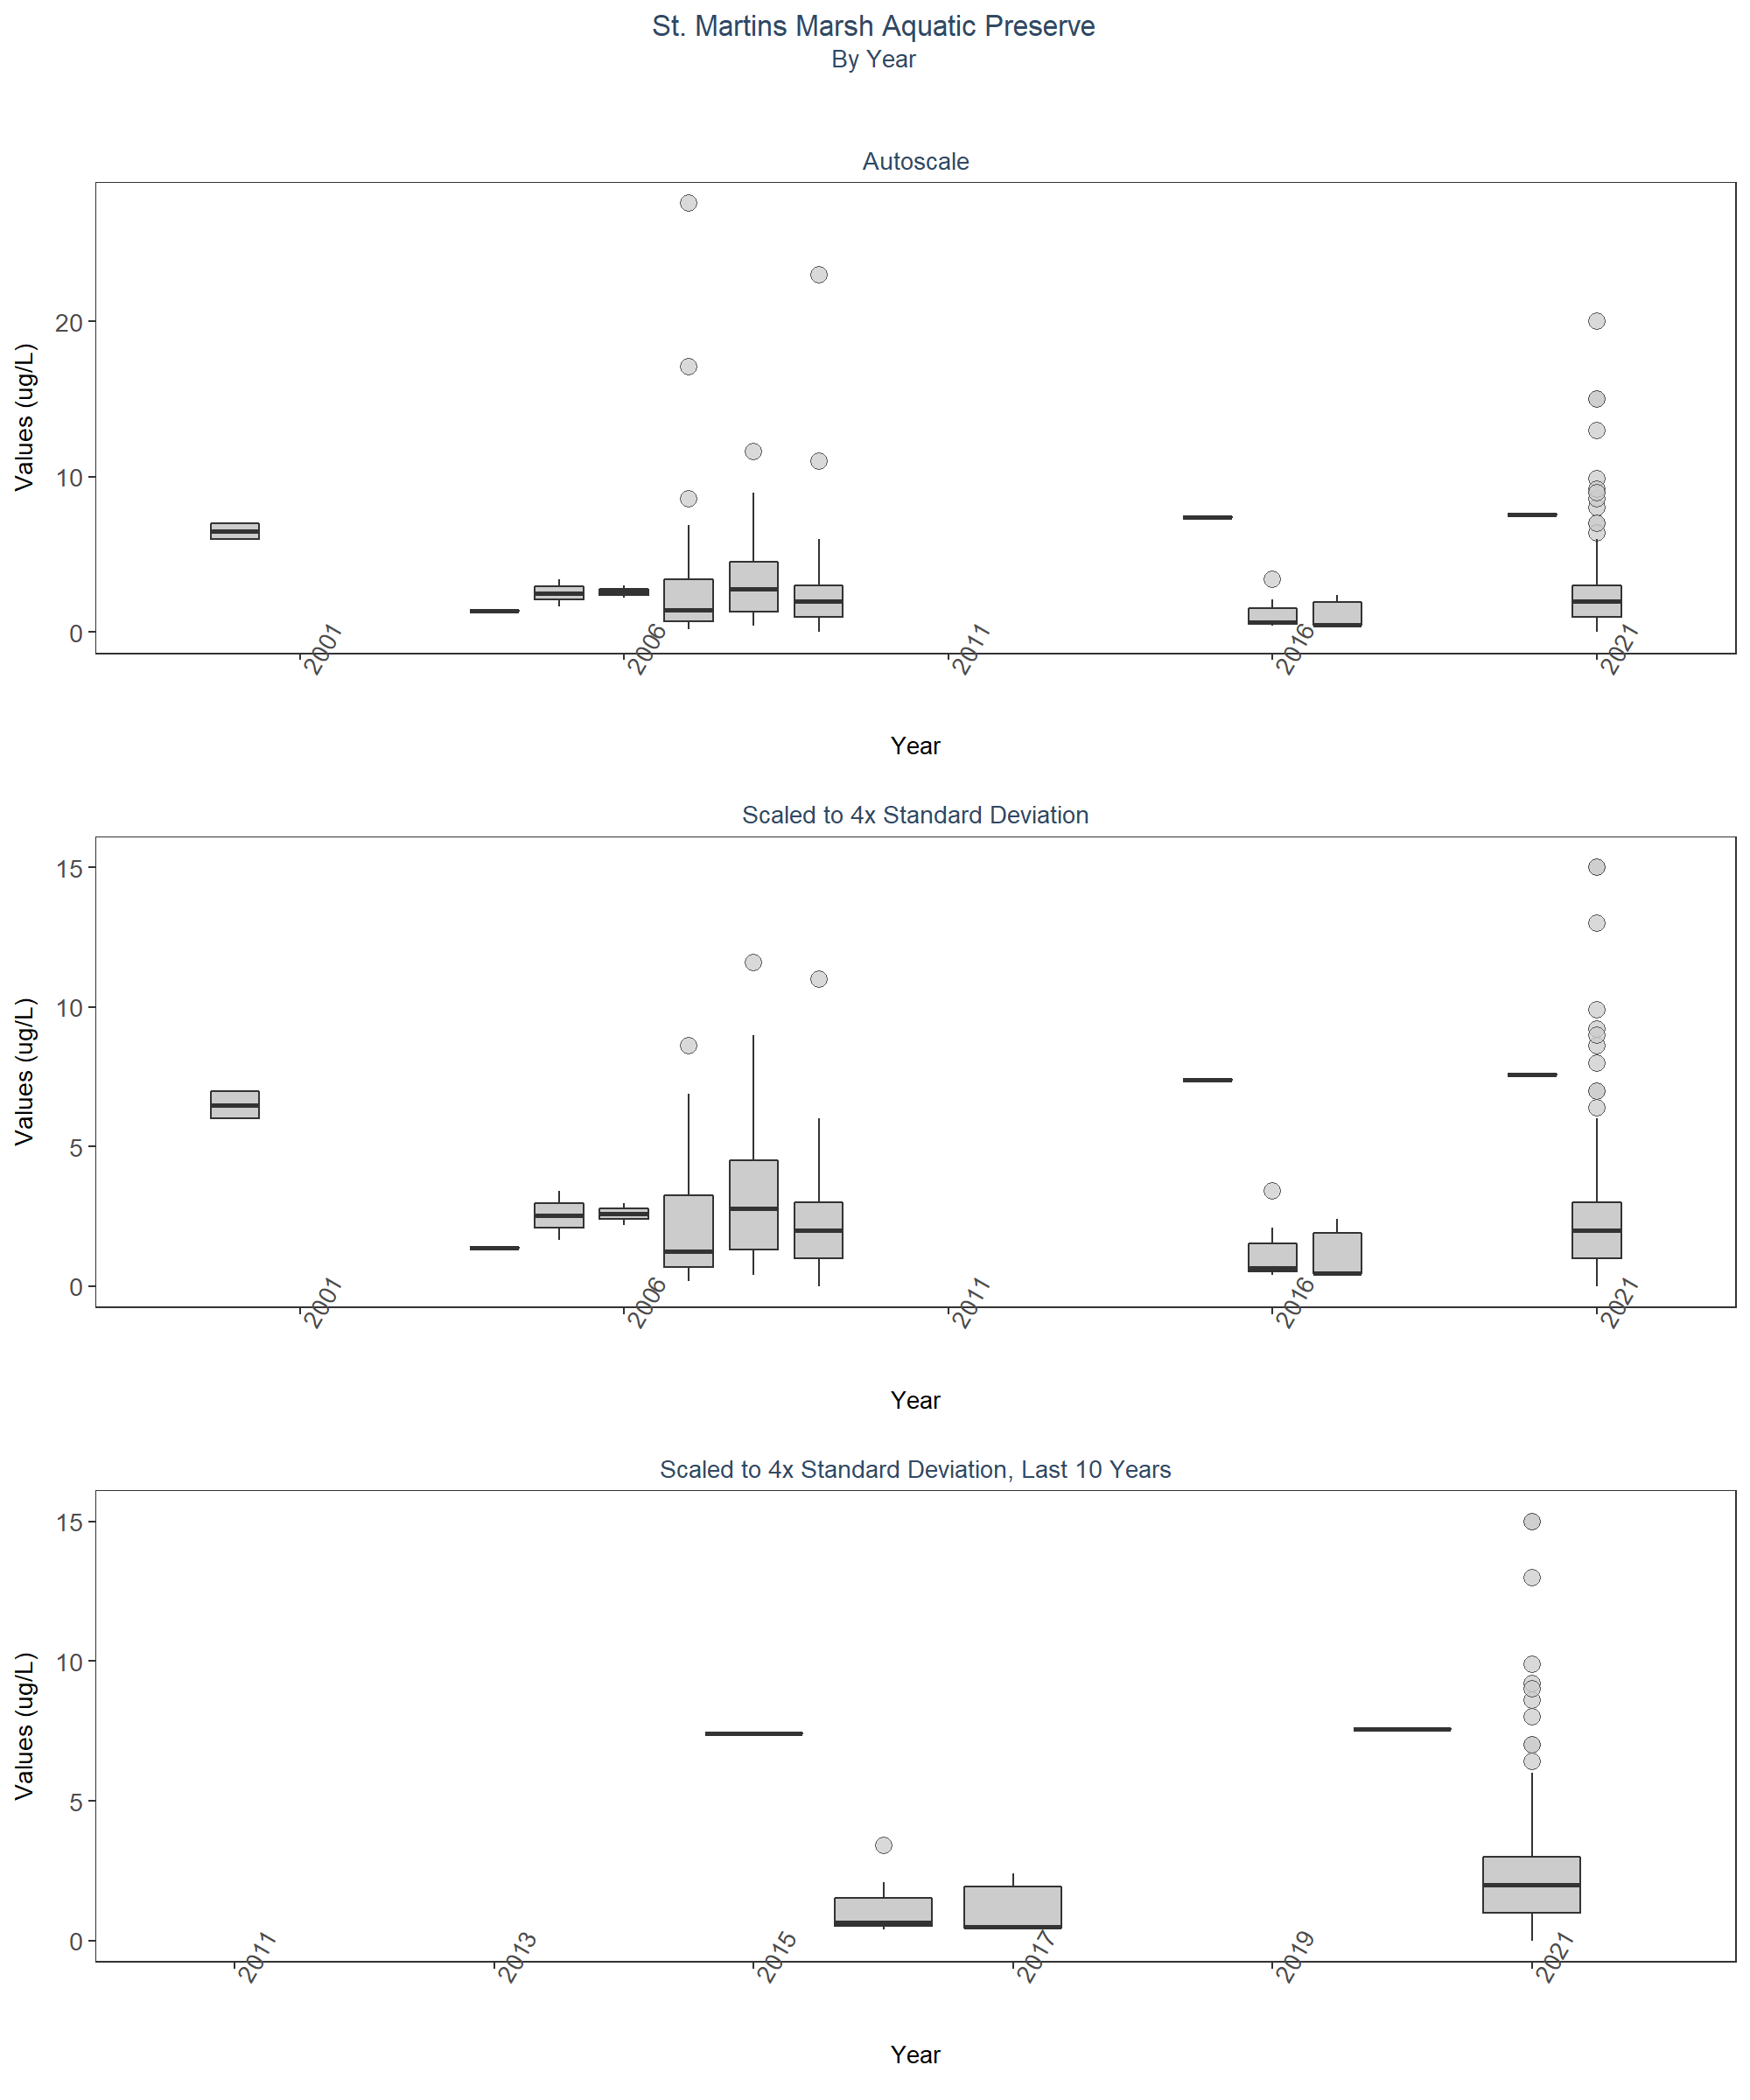 St. Martins Marsh Aquatic Preserve
By Year
Autoscale
Values (ug/L)
20
10
0
2001 2006 2011 2016 2021
Year
Scaled to 4x Standard Deviation
Values (ug/L)
15
10
5
0
2001 2006 2011 2016 2021
Year
Scaled to 4x Standard Deviation, Last 10 Years
Values (ug/L)
15
10
5
0
2011 2013 2015 2017 2019 2021
Year